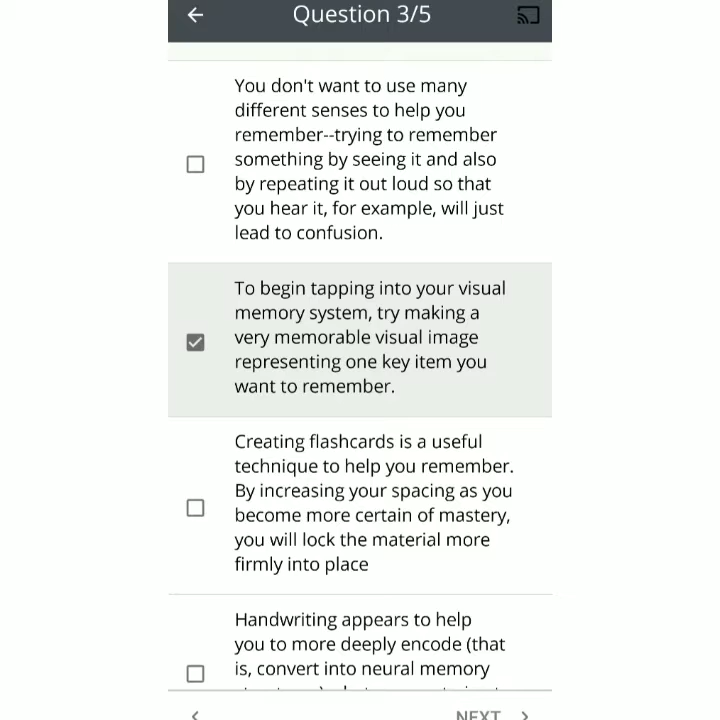 Question 3/5
You don't want to use many
different senses to help you
remember--trying to remember
something by seeing it and also
by repeating it out loud so that
you hear it, for example, will just
lead to confusion.
To begin tapping into your visual
memory system, try making a
very memorable visual image
representing one key item you
want to remember.
Creating flashcards is a useful
technique to help you remember.
By increasing your spacing as you
become more certain of mastery,
you will lock the material more
firmly into place
Handwriting appears to help
you to more deeply encode (that
is, convert into neural memory
NEXT